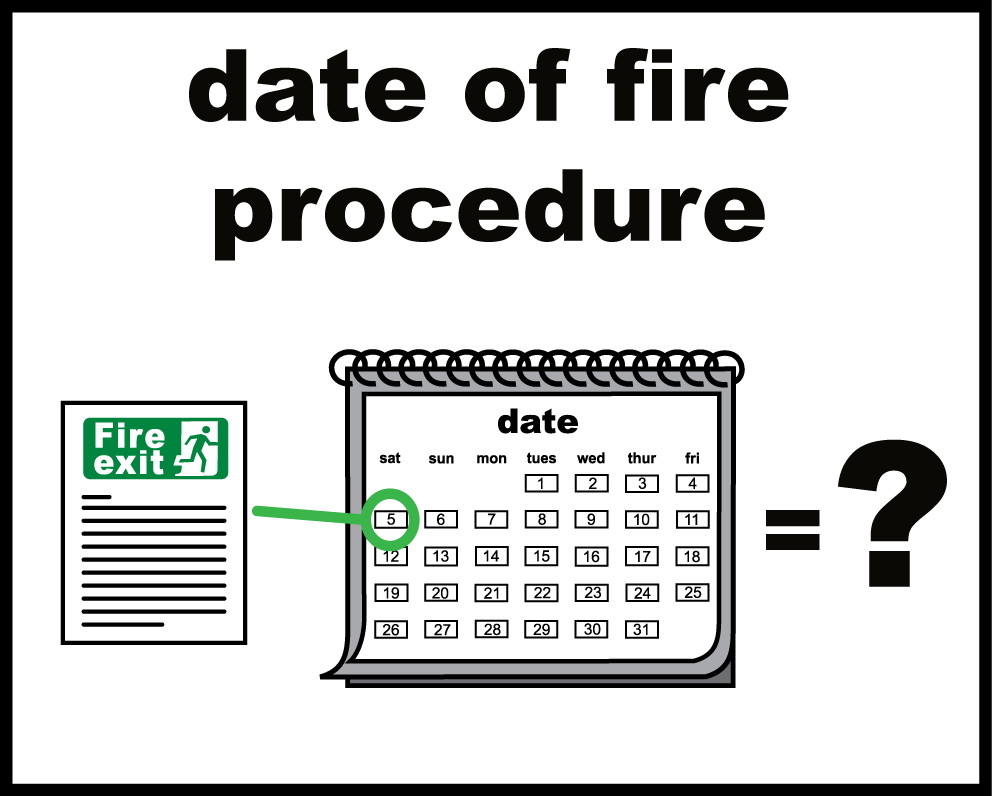 date of fire
procedure
Fire
exit
date
sat sun mon tues wed thur fri
1 2 3 4
5 6 7 8 9 10 11
12 13 14 15 16 17 18
19 20 21 22 23 24 25
26 27 28 29 30 31
= ?